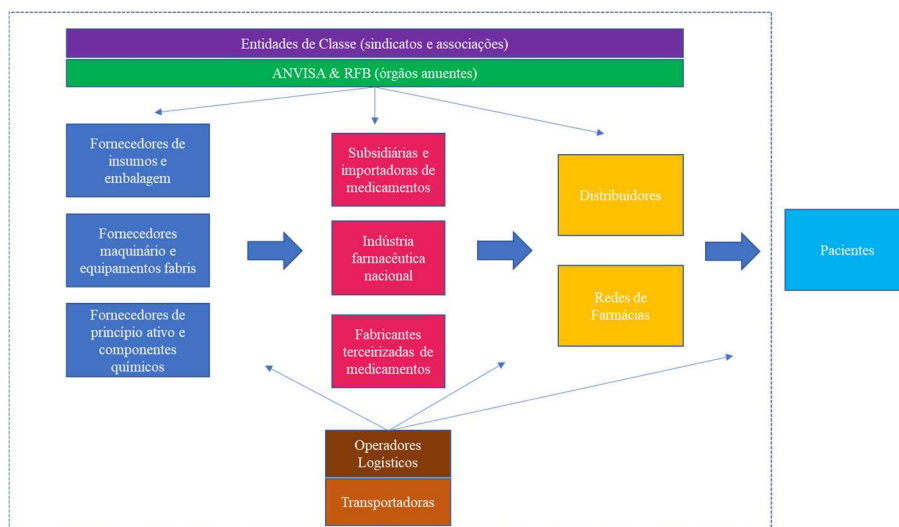 Entidades de Classe (sindicatos e associações)
ANVISA & RFB (órgãos anuentes)
Fornecedores de
insumos e
embalagem
Fornecedores
maquinário e
equipamentos fabris
Fornecedores de
princípio ativo e
componentes
químicos
Subsidiárias e
importadoras de
medicamentos
Indústria
farmacêutica
nacional
Fabricantes
terceirizadas de
medicamentos
Distribuidores
Redes de
Farmácias
Pacientes
Operadores
Logísticos
Transportadoras